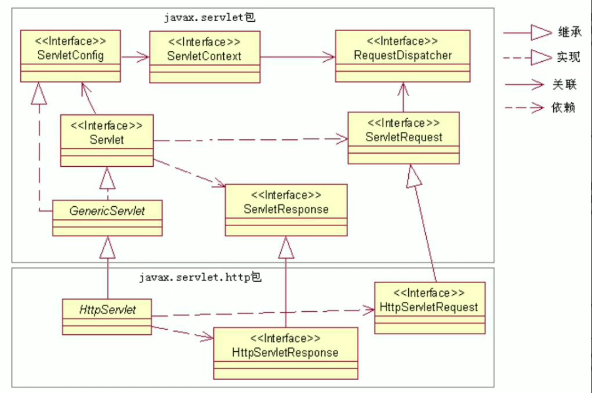 javax.servlet包
<<Interface>>
ServletConfig
<<Interface>>
ServletContext
<<Interface>>
RequestDispatcher
继承
实现
关联
依赖
<<Interface>>
Servlet
<<Interface>>
ServletRequest
GenericServlet
<<Interface>>
ServletResponse
javax.servlet.http包
HttpServlet
<<Interface>>
HttpServletRequest
<<Interface>>
HttpServletResponse